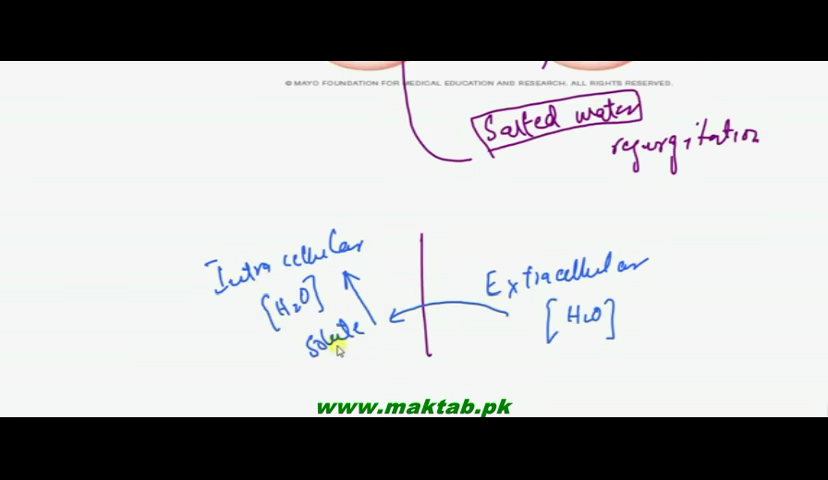 © MAYO FOUNDATION FOR MEDICAL EDUCATION AND RESEARCH. ALL RIGHTS RESERVED.
Salted water
regurgitation
Intracellular
[H₂O]
solute
Extracellular
[H₂O]
www.maktab.pk